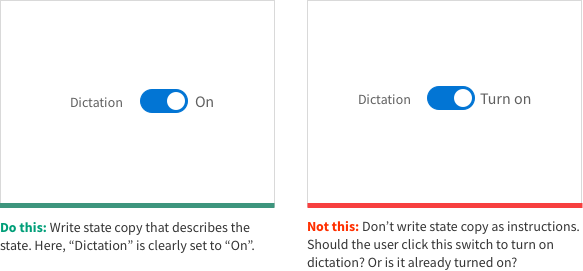 Dictation On
Do this: Write state copy that describes the
state. Here, “Dictation” is clearly set to “On”.
Dictation Turn on
Not this: Don’t write state copy as instructions.
Should the user click this switch to turn on
dictation? Or is it already turned on?